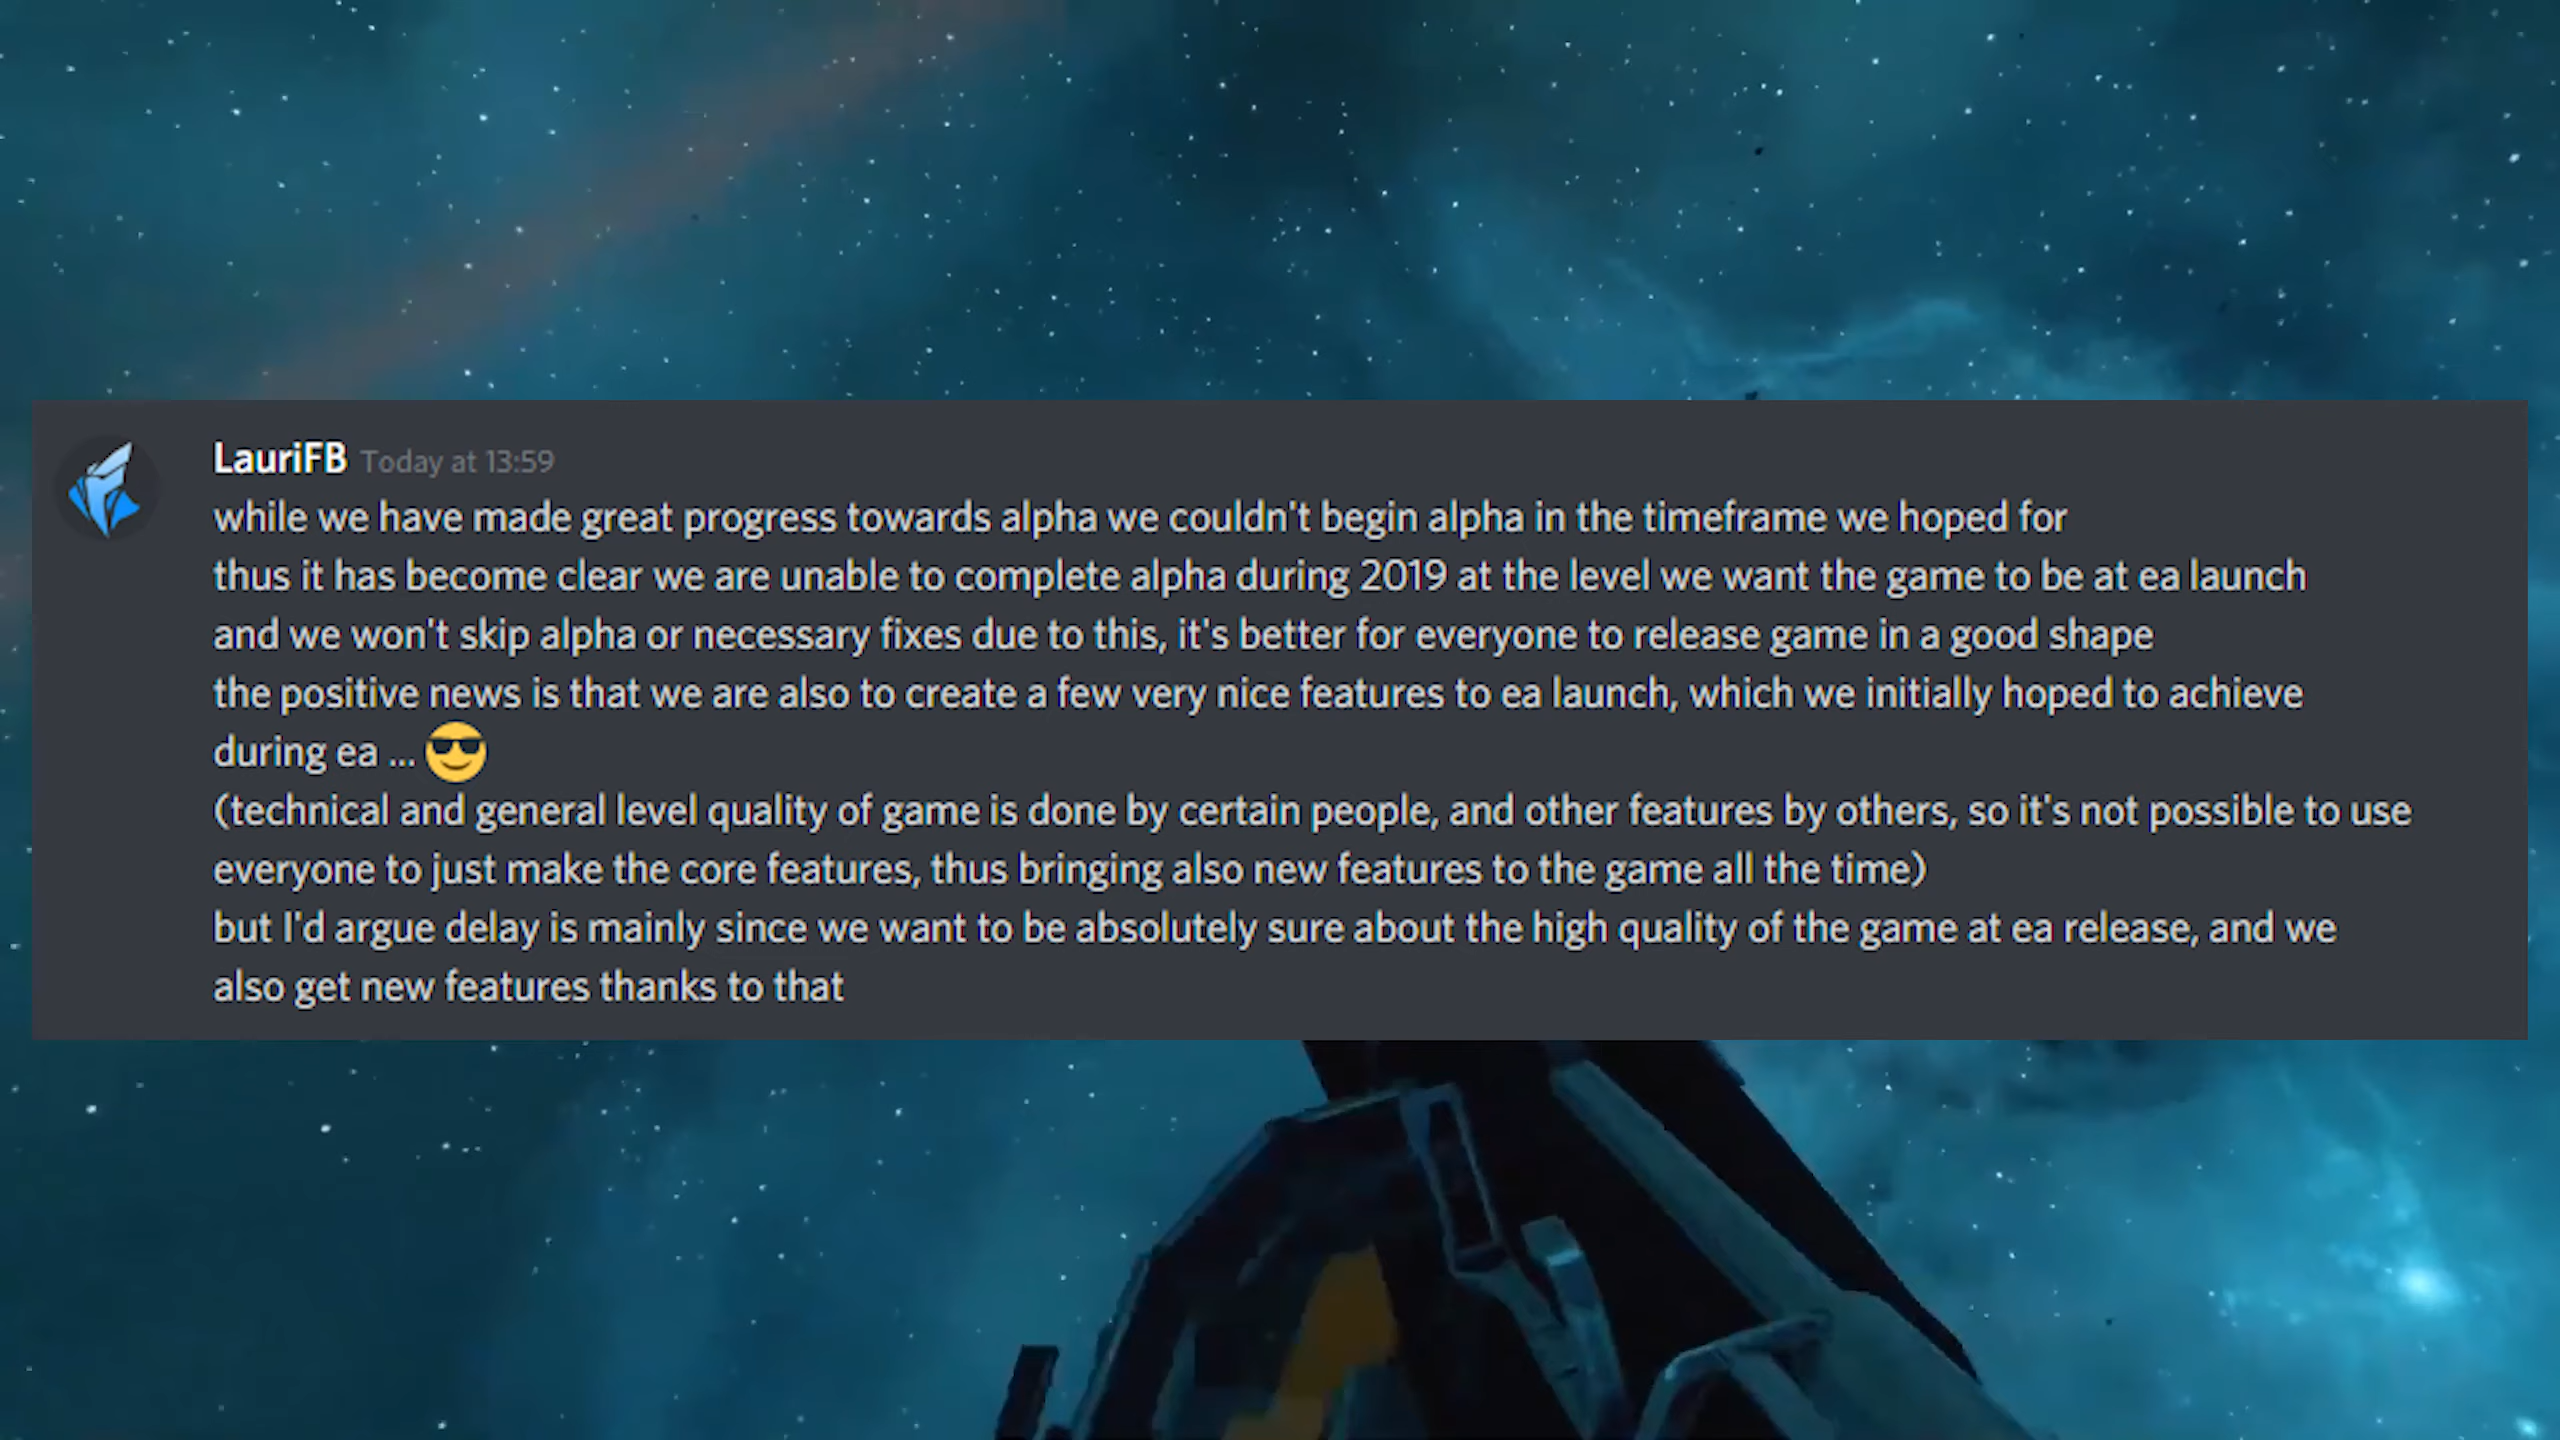 LauriFB Today at 13:59
while we have made great progress towards alpha we couldn't begin alpha in the timeframe we hoped for
thus it has become clear we are unable to complete alpha during 2019 at the level we want the game to be at ea launch
and we won't skip alpha or necessary fixes due to this, it's better for everyone to release game in a good shape
the positive news is that we are also to create a few very nice features to ea launch, which we initially hoped to achieve
during ea ... 😎
(technical and general level quality of game is done by certain people, and other features by others, so it's not possible to use
everyone to just make the core features, thus bringing also new features to the game all the time)
but I'd argue delay is mainly since we want to be absolutely sure about the high quality of the game at ea release, and we
also get new features thanks to that